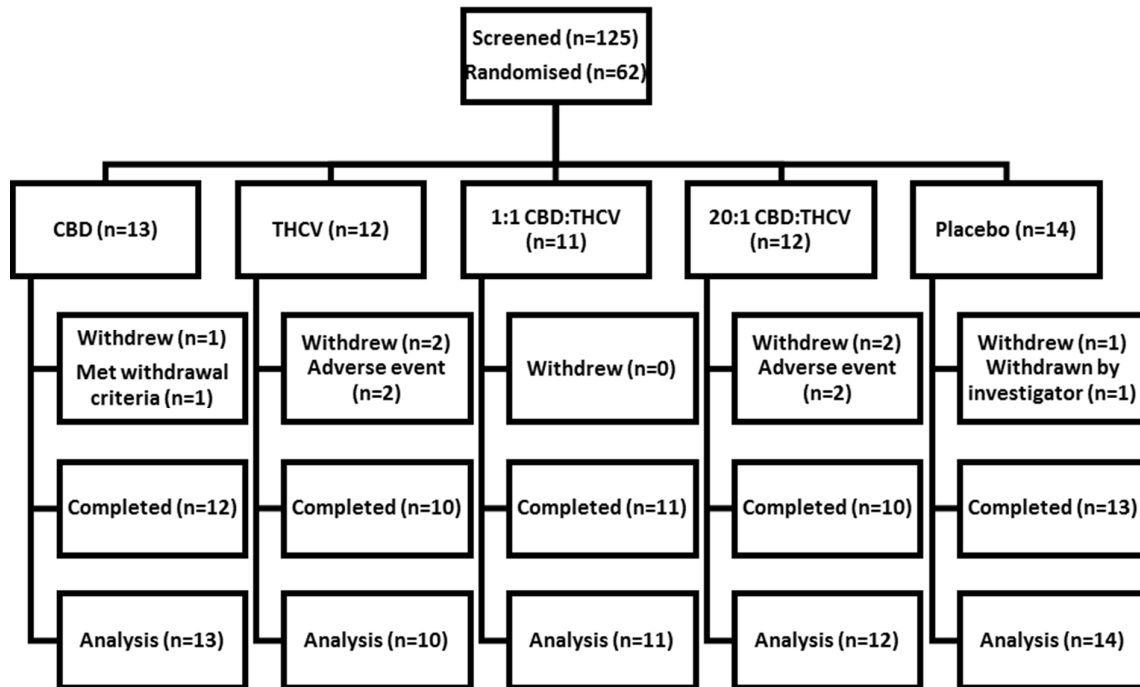 Screened (n=125)
Randomised (n=62)
CBD (n=13)
THCV (n=12)
1:1 CBD:THCV
(n=11)
20:1 CBD:THCV
(n=12)
Placebo (n=14)
Withdrew (n=1)
Met withdrawal
criteria (n=1)
Withdrew (n=2)
Adverse event
(n=2)
Withdrew (n=0)
Withdrew (n=2)
Adverse event
(n=2)
Withdrew (n=1)
Withdrawn by
investigator (n=1)
Completed (n=12)
Completed (n=10)
Completed (n=11)
Completed (n=10)
Completed (n=13)
Analysis (n=13)
Analysis (n=10)
Analysis (n=11)
Analysis (n=12)
Analysis (n=14)